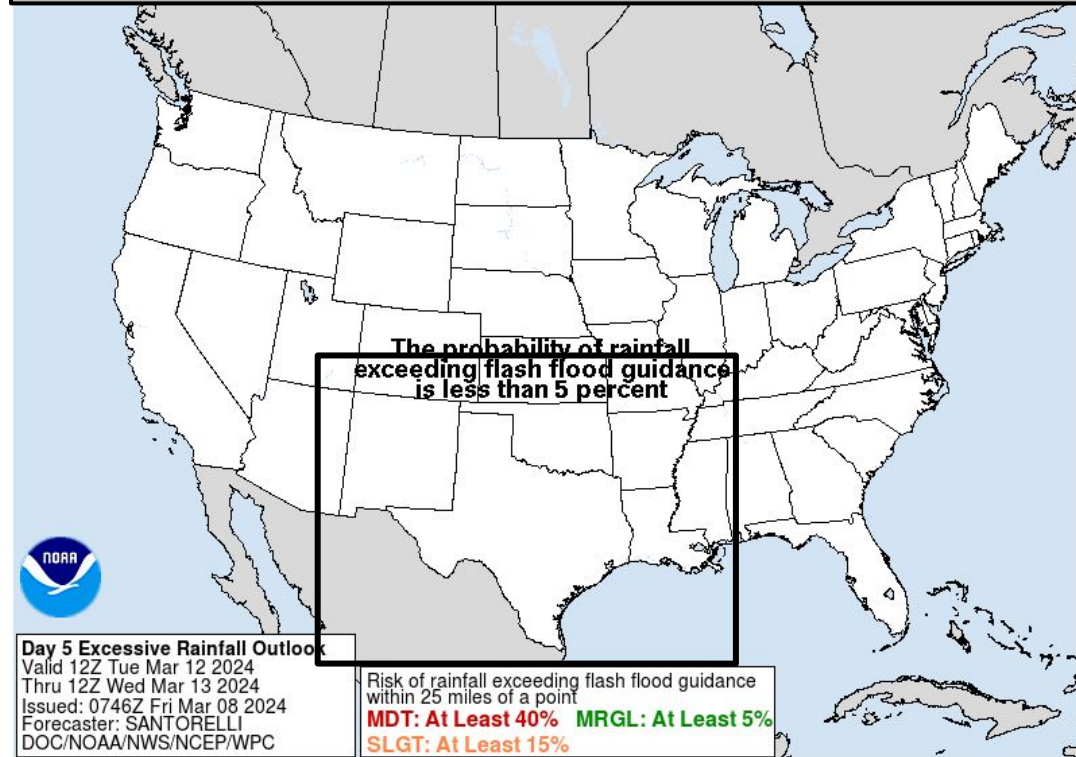 The probability of rainfall
exceeding flash flood guidance
is less than 5 percent
NOAA
Day 5 Excessive Rainfall Outlook
Valid 12Z Tue Mar 12 2024
Thru 12Z Wed Mar 13 2024
Issued: 0746Z Fri Mar 08 2024
Forecaster: SANTORELLI
DOC/NOAA/NWS/NCEP/WPC
Risk of rainfall exceeding flash flood guidance
within 25 miles of a point
MDT: At Least 40% MRGL: At Least 5%
SLGT: At Least 15%